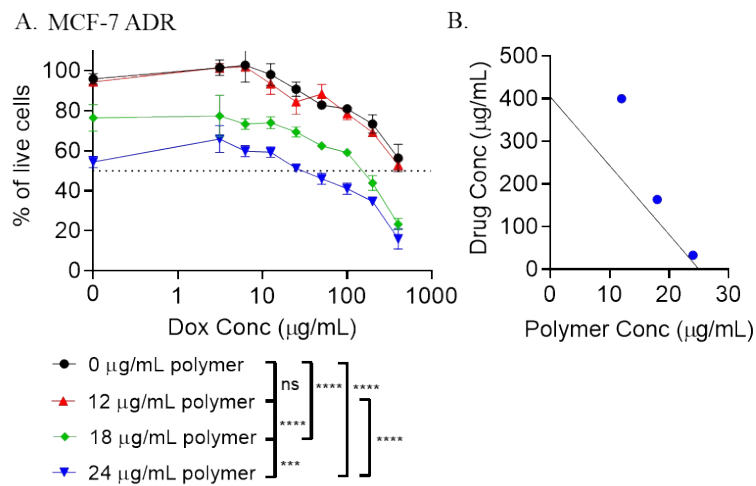 A. MCF-7 ADR
B.
% of live cells
100
80
60
40
20
0
0
1
10
100
1000
Dox Conc (µg/mL)
Drug Conc (µg/mL)
500
400
300
200
100
0
0
10
20
30
Polymer Conc (µg/mL)
0 µg/mL polymer
12 µg/mL polymer
18 µg/mL polymer
24 µg/mL polymer
ns
****
****
****
***
****